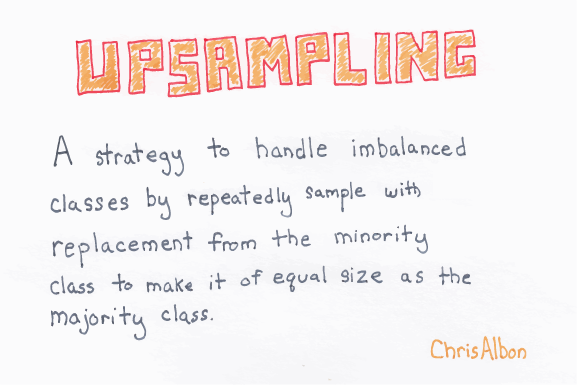 UPSAMPLING
A strategy to handle imbalanced
classes by repeatedly sample with
replacement from the minority
class to make it of equal size as the
majority class.
ChrisAlbon